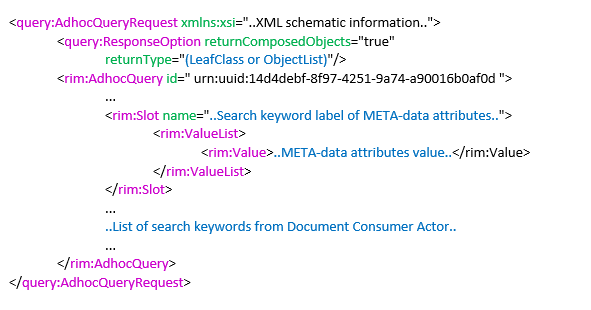 <query:AdhocQueryRequest xmlns:xsi="..XML schematic information..">
<query:ResponseOption returnComposedObjects="true"
returnType="(LeafClass or ObjectList)"/>
<rim:AdhocQuery id=" urn:uuid:14d4debf-8f97-4251-9a74-a90016b0af0d ">
...
<rim:Slot name="..Search keyword label of META-data attributes..">
<rim:ValueList>
<rim:Value>..META-data attributes value..</rim:Value>
</rim:ValueList>
</rim:Slot>
...
..List of search keywords from Document Consumer Actor..
...
</rim:AdhocQuery>
</query:AdhocQueryRequest>